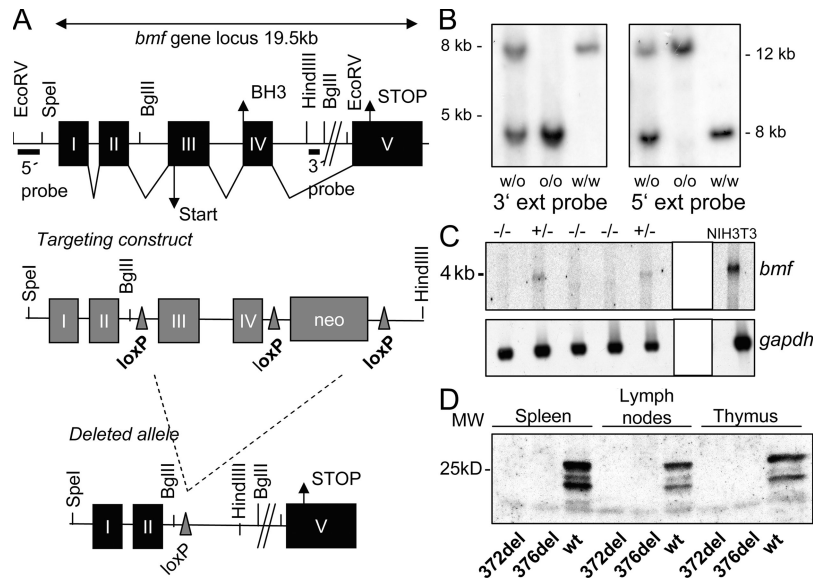 A
bmf gene locus 19.5kb
EcoRV
SpeI
BglII
BH3
HindIIII
BglII
EcoRV
STOP
I II III IV V
5´ probe
3´ probe
Start
Targeting construct
SpeI
BglII
HindIIII
I II III IV neo
loxP loxP loxP
Deleted allele
SpeI
BglII
HindIIII
BglII
STOP
I II V
loxP
B
8 kb -
5 kb -
- 12 kb
- 8 kb
w/o o/o w/w w/o o/o w/w
3‘ ext probe 5‘ ext probe
C
-/- +/- -/- -/- +/- NIH3T3
4 kb - bmf
gapdh
D
MW Spleen Lymph nodes Thymus
25kD -
372del 376del wt 372del 376del wt 372del 376del wt